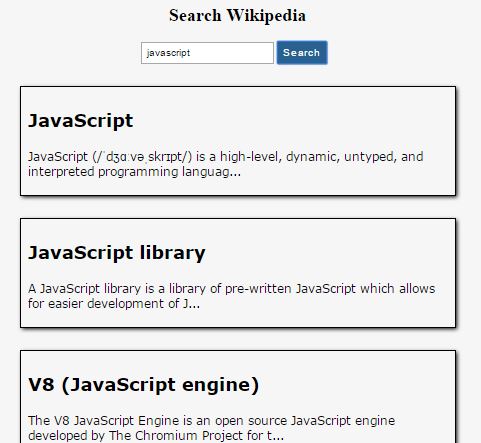 Search Wikipedia
javascript Search
JavaScript
JavaScript (/ˈdʒɑːvəˌskrɪpt/) is a high-level, dynamic, untyped, and
interpreted programming languag...
JavaScript library
A JavaScript library is a library of pre-written JavaScript which allows
for easier development of J...
V8 (JavaScript engine)
The V8 JavaScript Engine is an open source JavaScript engine
developed by The Chromium Project for t...